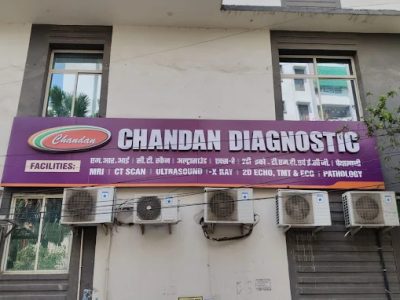 Chandan
CHANDAN DIAGNOSTIC
FACILITIES:
एम.आर.आई | सी.टी. स्कैन | अल्ट्रासाउंड | एक्स-रे | 2डी इको - टी.एम.टी. एवं ई.सी.जी. | पैथालाजी
MRI | CT SCAN | ULTRASOUND | X RAY | 2D ECHO, TMT & ECG | PATHOLOGY